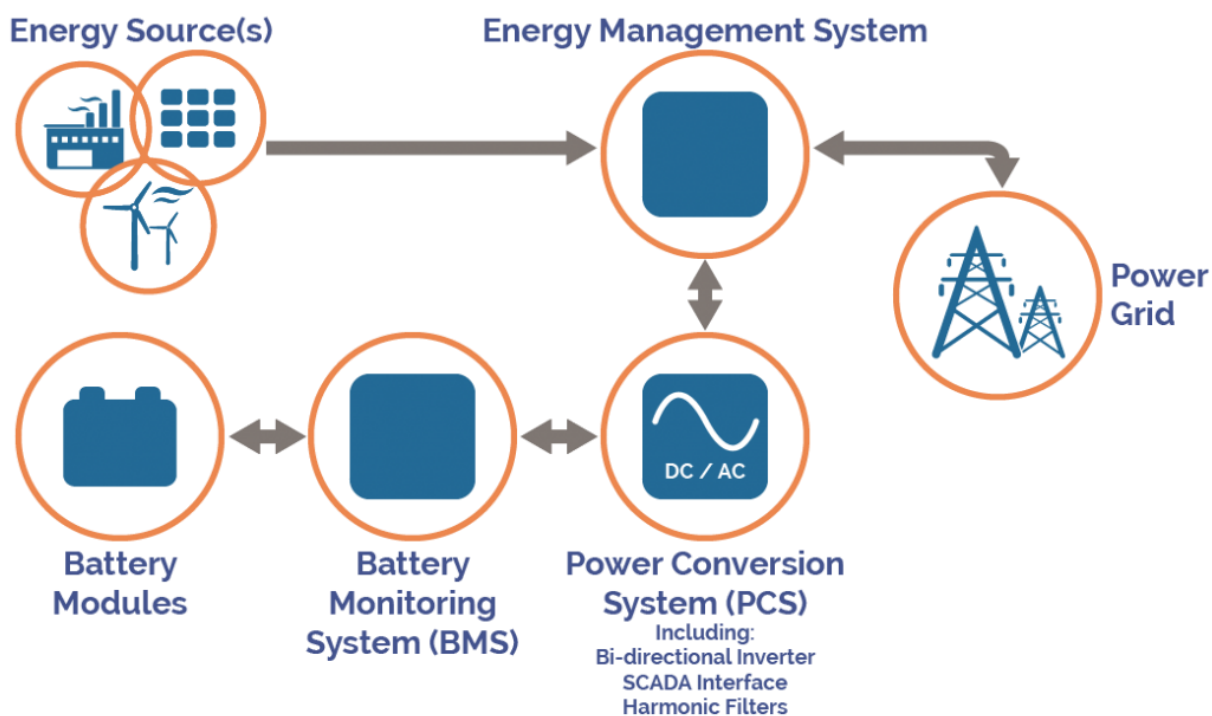 Energy Source(s)
Energy Management System
Power
Grid
DC / AC
Battery
Modules
Battery
Monitoring
System (BMS)
Power Conversion
System (PCS)
Including:
Bi-directional Inverter
SCADA Interface
Harmonic Filters